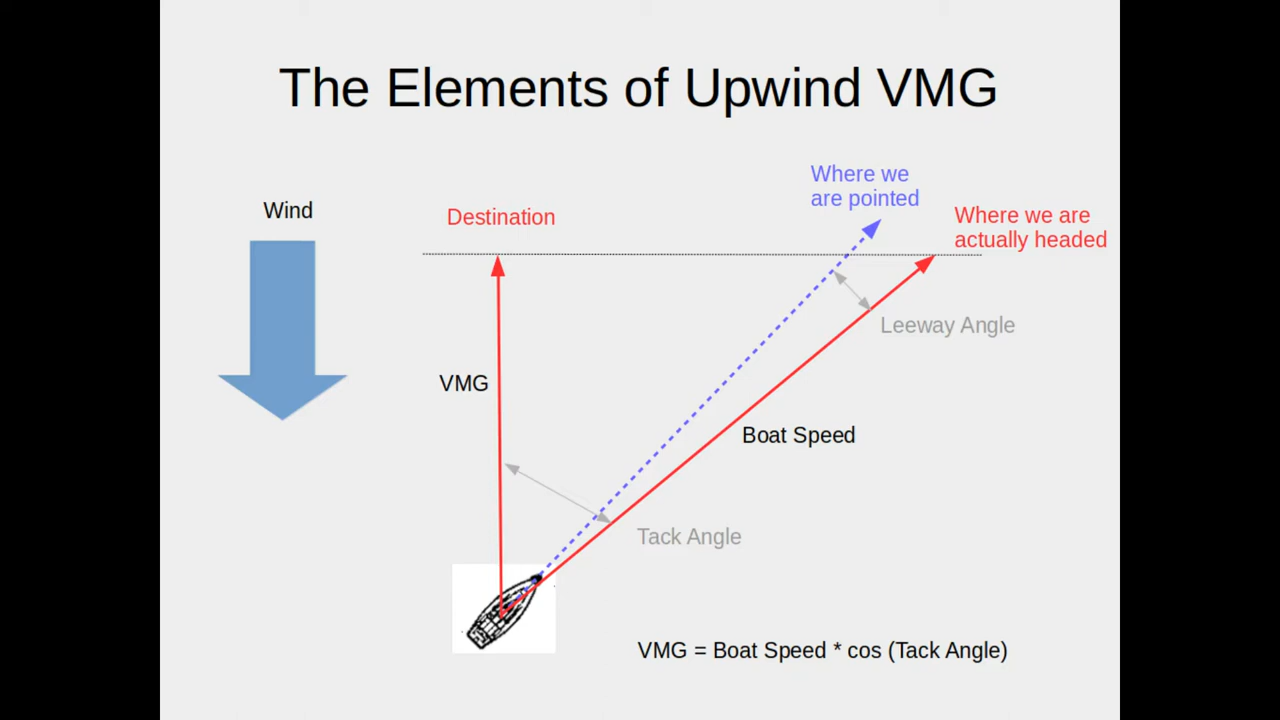 The Elements of Upwind VMG
Where we
are pointed
Wind
Destination
Where we are
actually headed
Leeway Angle
VMG
Boat Speed
Tack Angle
VMG = Boat Speed * cos (Tack Angle)